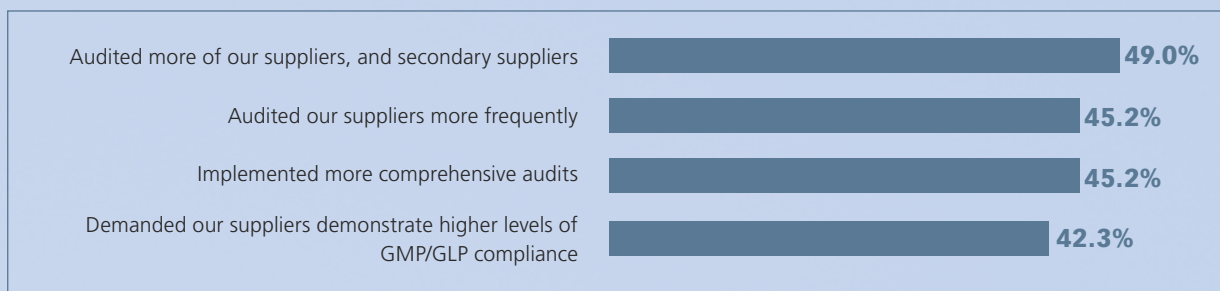 Audited more of our suppliers, and secondary suppliers 49.0%
Audited our suppliers more frequently 45.2%
Implemented more comprehensive audits 45.2%
Demanded our suppliers demonstrate higher levels of
GMP/GLP compliance 42.3%